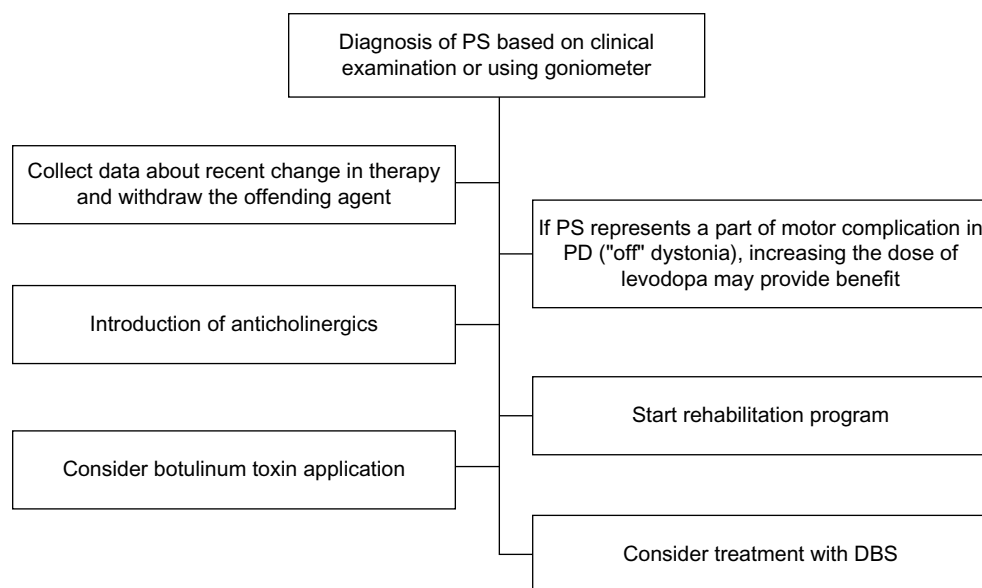 Diagnosis of PS based on clinical
examination or using goniometer
Collect data about recent change in therapy
and withdraw the offending agent
If PS represents a part of motor complication in
PD ("off" dystonia), increasing the dose of
levodopa may provide benefit
Introduction of anticholinergics
Start rehabilitation program
Consider botulinum toxin application
Consider treatment with DBS